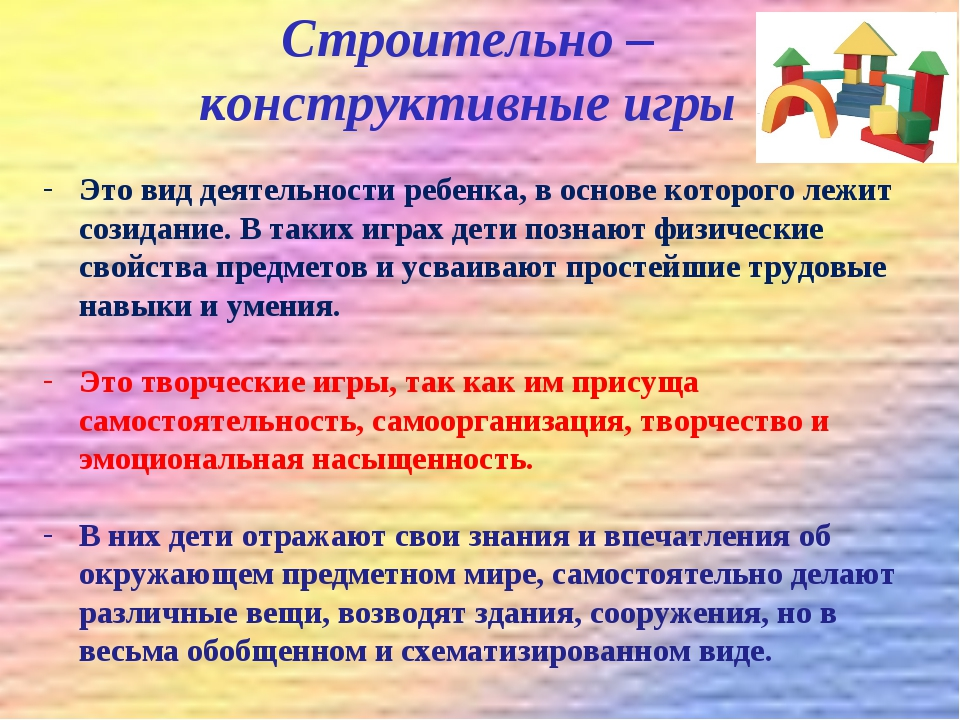 Строительно –
конструктивные игры
- Это вид деятельности ребенка, в основе которого лежит
созидание. В таких играх дети познают физические
свойства предметов и усваивают простейшие трудовые
навыки и умения.
- Это творческие игры, так как им присуща
самостоятельность, самоорганизация, творчество и
эмоциональная насыщенность.
- В них дети отражают свои знания и впечатления об
окружающем предметном мире, самостоятельно делают
различные вещи, возводят здания, сооружения, но в
весьма обобщенном и схематизированном виде.